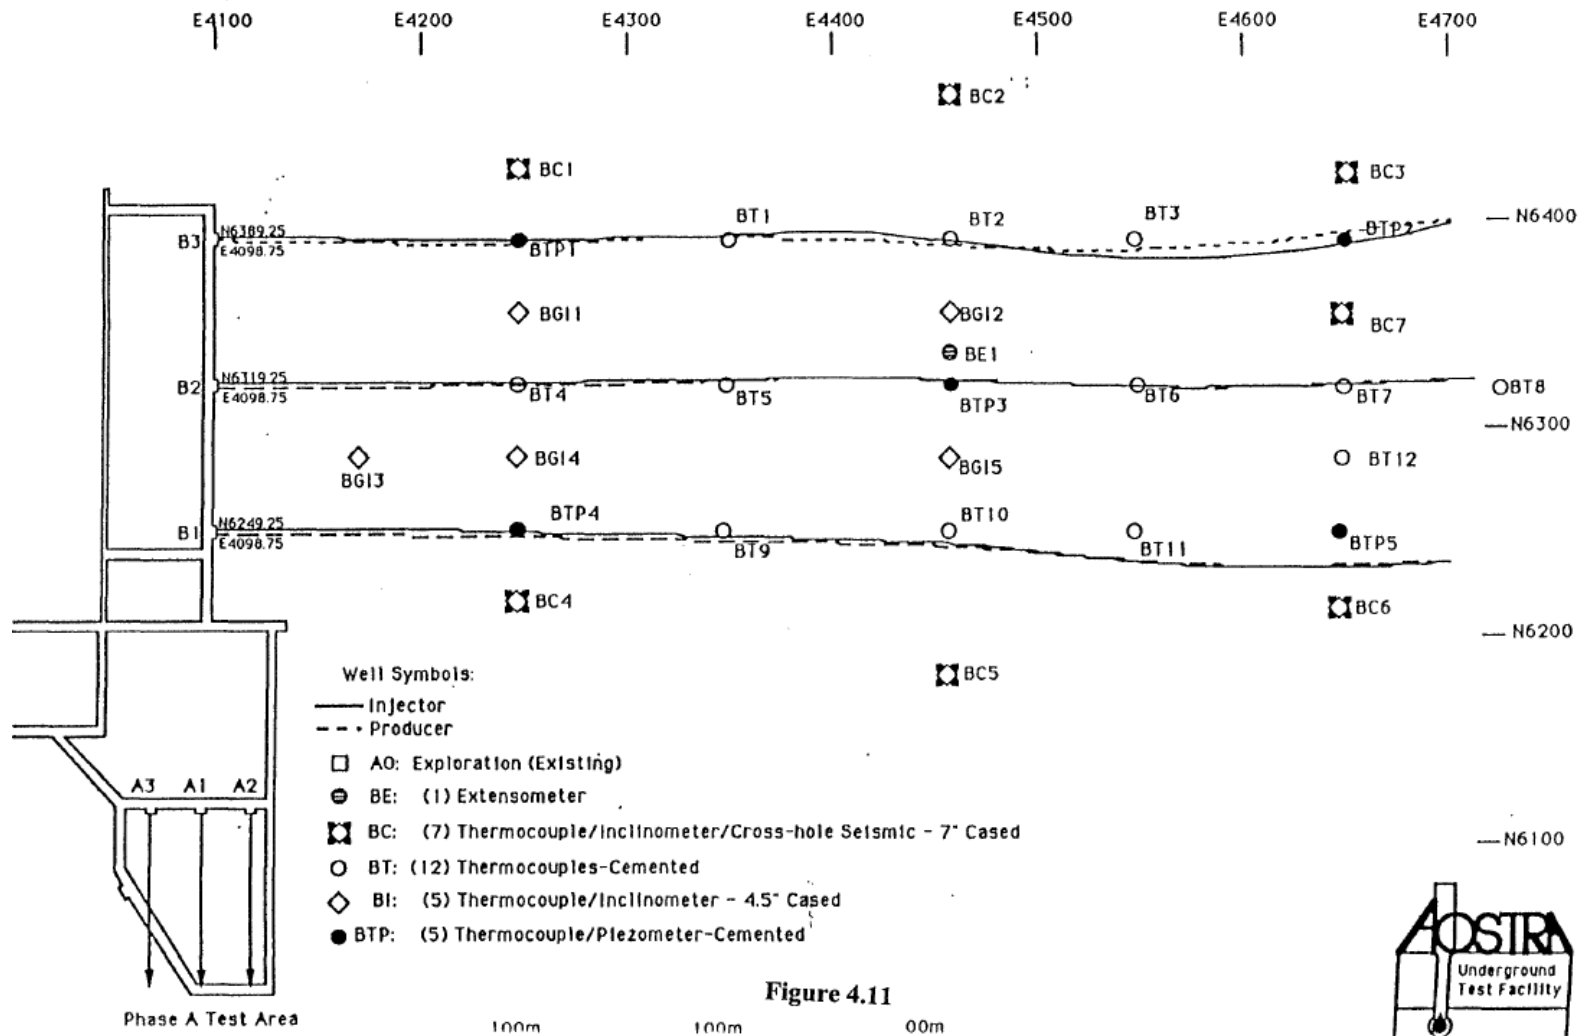 E4100 E4200 E4300 E4400 E4500 E4600 E4700
BC2
BC1
BC3
BT1 BT2 BT3
N6400
B3 N6389.25
E4098.75
BTP1
BTP2
BGI1
BGI2
BC7
BE1
B2 N6119.25
E4098.75
BT4 BT5 BTP3 BT6 BT7 BT8
N6300
BGI3 BGI4 BGI5 BT12
BTP4 BT10
B1 N6249.25
E4098.75
BT9 BT11 BTP5
BC4
BC6
N6200
BC5
Well Symbols:
Injector
Producer
AO: Exploration (Existing)
BE: (1) Extensometer
BC: (7) Thermocouple/Inclinometer/Cross-hole Seismic - 7" Cased
N6100
BT: (12) Thermocouples-Cemented
BI: (5) Thermocouple/Inclinometer - 4.5" Cased
BTP: (5) Thermocouple/Piezometer-Cemented
A3 A1 A2
AOSTRA
Underground
Test Facility
Figure 4.11
Phase A Test Area
100m 100m 00m